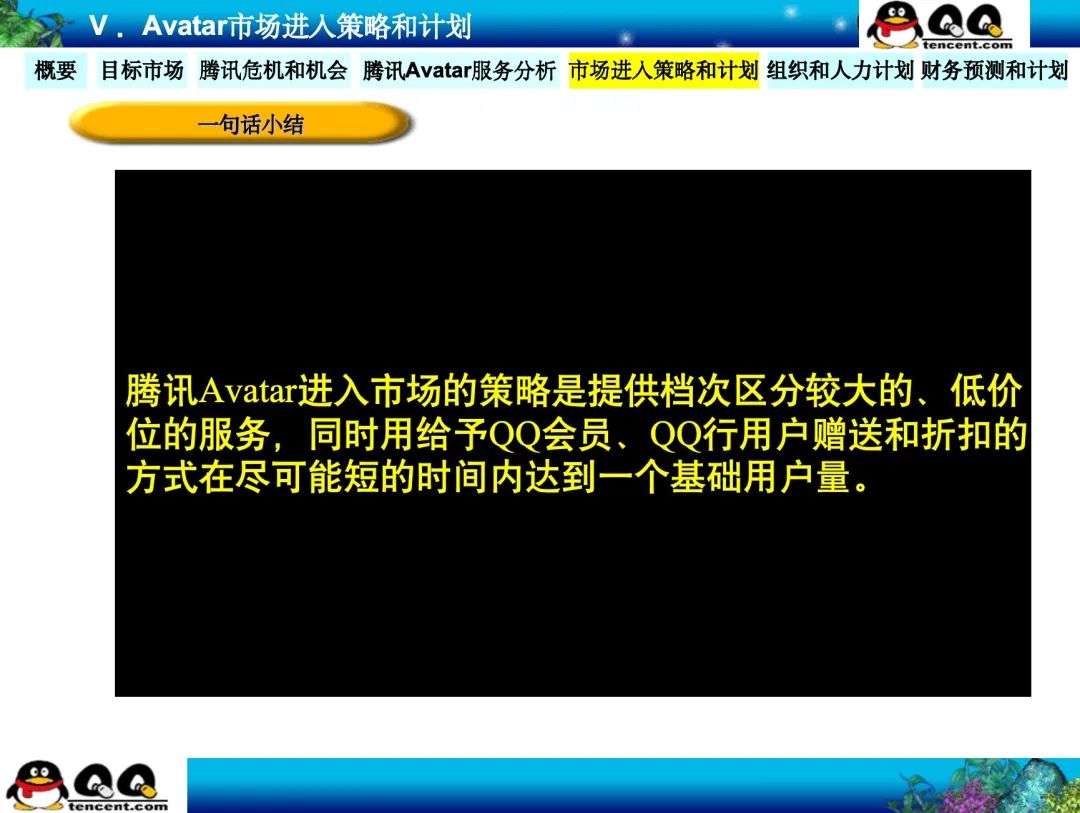 V．Avatar市场进入策略和计划
QQ
tencent.com
概要 目标市场 腾讯危机和机会 腾讯Avatar服务分析 市场进入策略和计划 组织和人力计划 财务预测和计划
一句话小结
腾讯Avatar进入市场的策略是提供档次区分较大的、低价
位的服务，同时用给予QQ会员、QQ行用户赠送和折扣的
方式在尽可能短的时间内达到一个基础用户量。
QQ
tencent.com